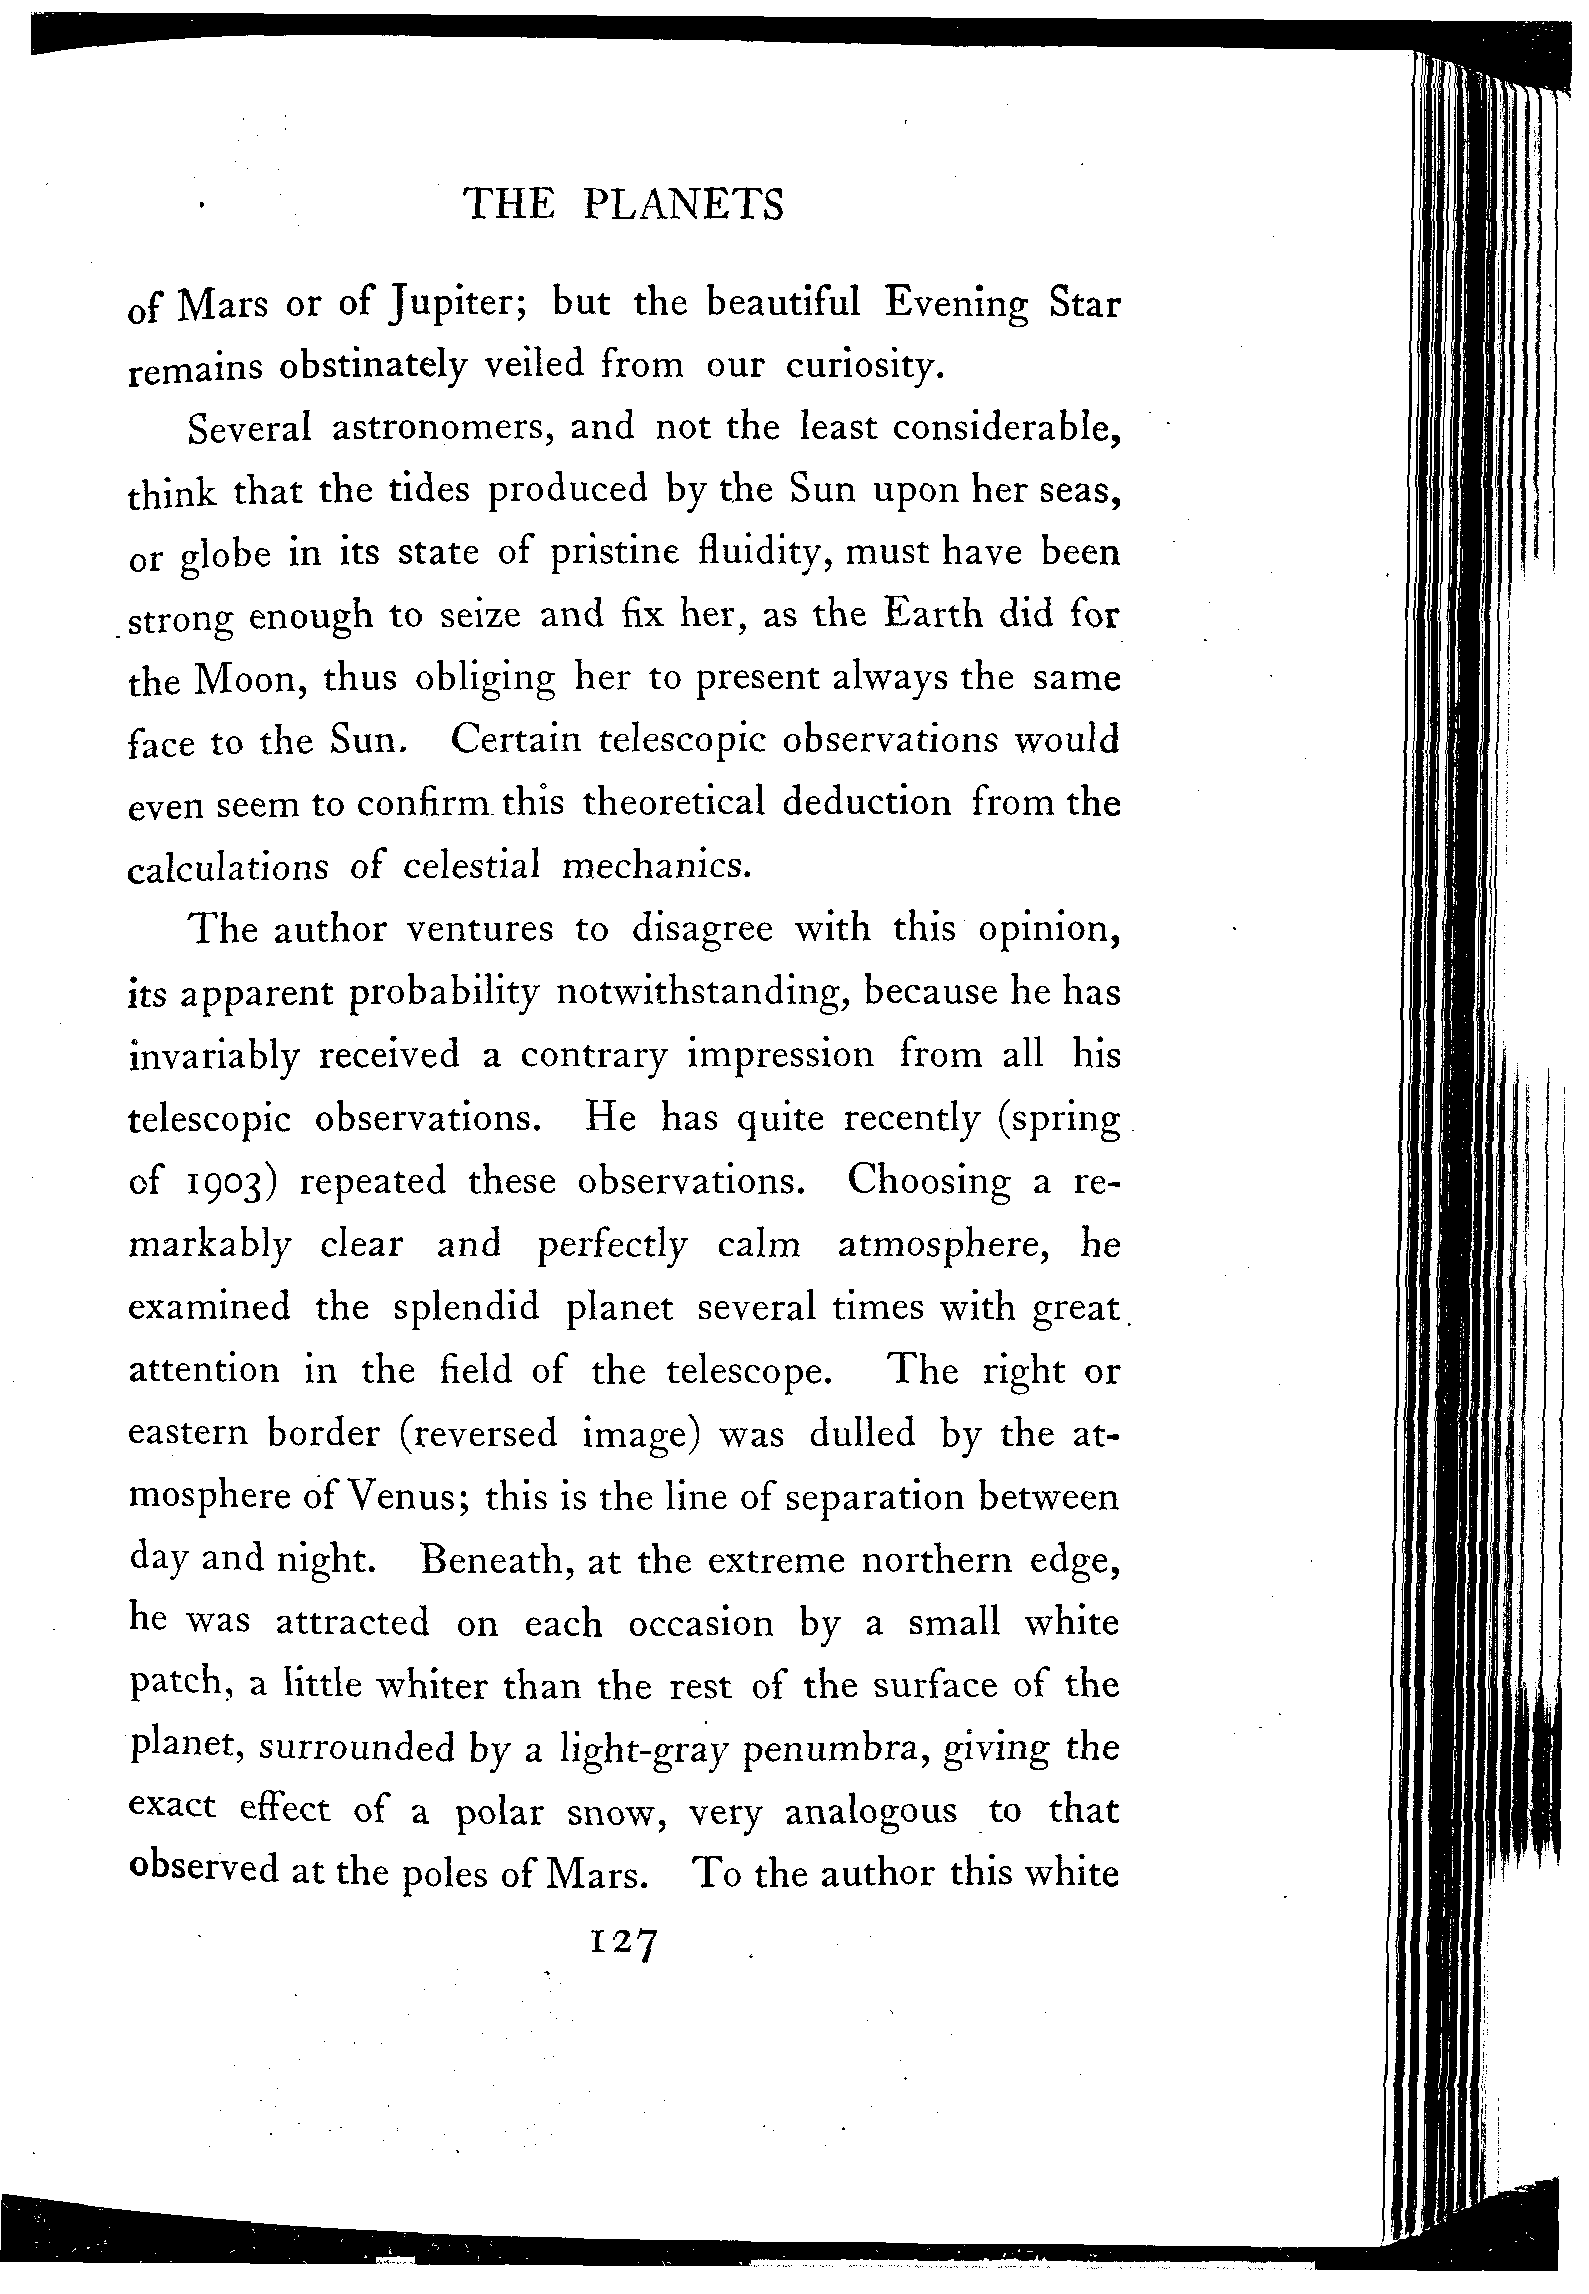 THE PLANETS
of Mars or of Jupiter; but the beautiful Evening Star
remains obstinately veiled from our curiosity.
Several astronomers, and not the least considerable,
think that the tides produced by the Sun upon her seas,
or globe in its state of pristine fluidity, must have been
strong enough to seize and fix her, as the Earth did for
the Moon, thus obliging her to present always the same
face to the Sun. Certain telescopic observations would
even seem to confirm this theoretical deduction from the
calculations of celestial mechanics.
The author ventures to disagree with this opinion,
its apparent probability notwithstanding, because he has
invariably received a contrary impression from all his
telescopic observations. He has quite recently (spring
of 1903) repeated these observations. Choosing a re-
markably clear and perfectly calm atmosphere, he
examined the splendid planet several times with great
attention in the field of the telescope. The right or
eastern border (reversed image) was dulled by the at-
mosphere of Venus; this is the line of separation between
day and night. Beneath, at the extreme northern edge,
he was attracted on each occasion by a small white
patch, a little whiter than the rest of the surface of the
planet, surrounded by a light-gray penumbra, giving the
exact effect of a polar snow, very analogous to that
observed at the poles of Mars. To the author this white
127